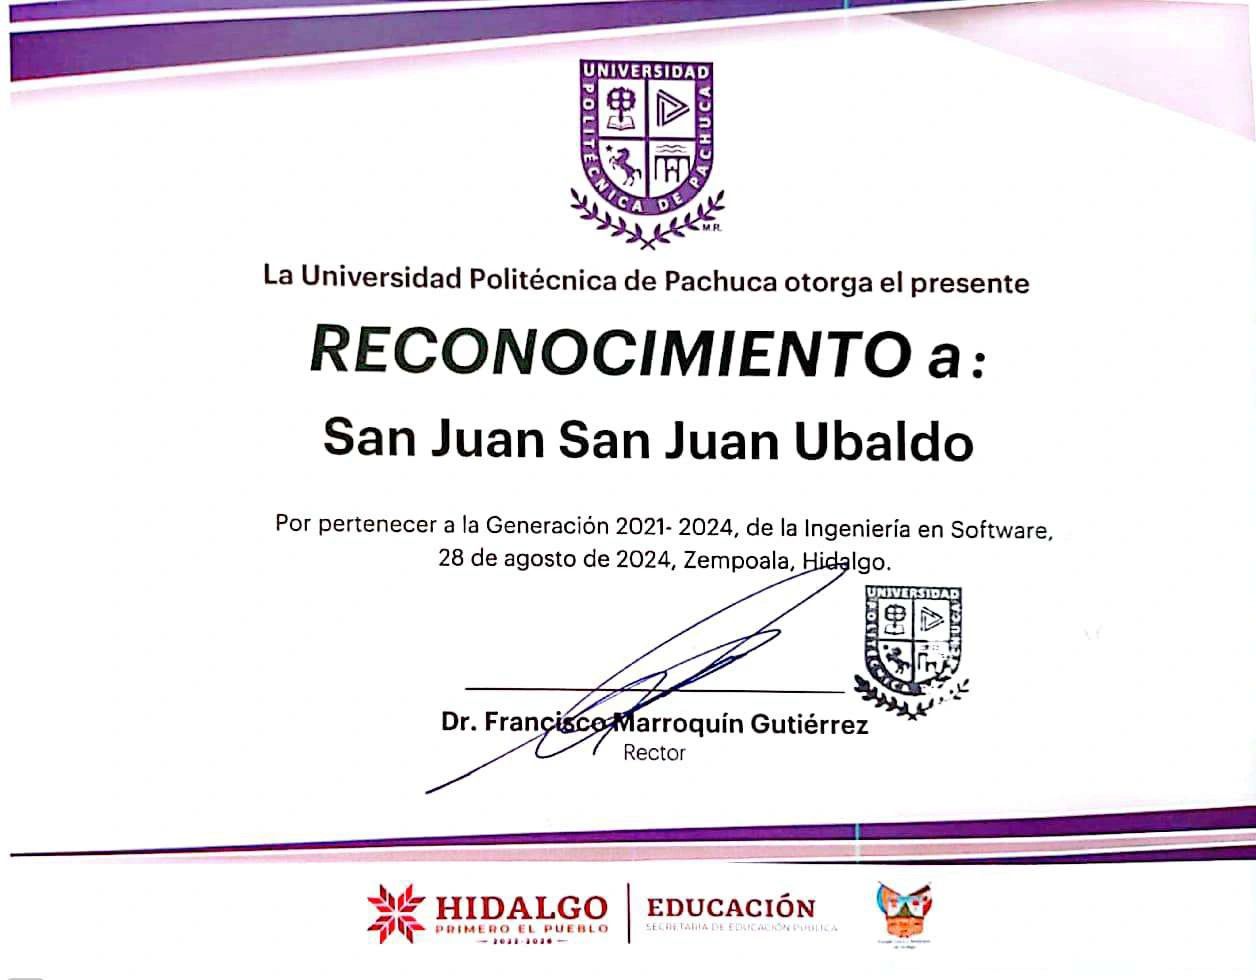 UNIVERSIDAD
POLITÉCNICA DE PACHUCA
M.R.
La Universidad Politécnica de Pachuca otorga el presente
RECONOCIMIENTO a:
San Juan San Juan Ubaldo
Por pertenecer a la Generación 2021- 2024, de la Ingeniería en Software,
28 de agosto de 2024, Zempoala, Hidalgo.
UNIVERSIDAD
POLITÉCNICA
Dr. Francisco Marroquín Gutiérrez
Rector
HIDALGO
PRIMERO EL PUEBLO
2022-2028
EDUCACIÓN
SECRETARÍA DE EDUCACIÓN PÚBLICA